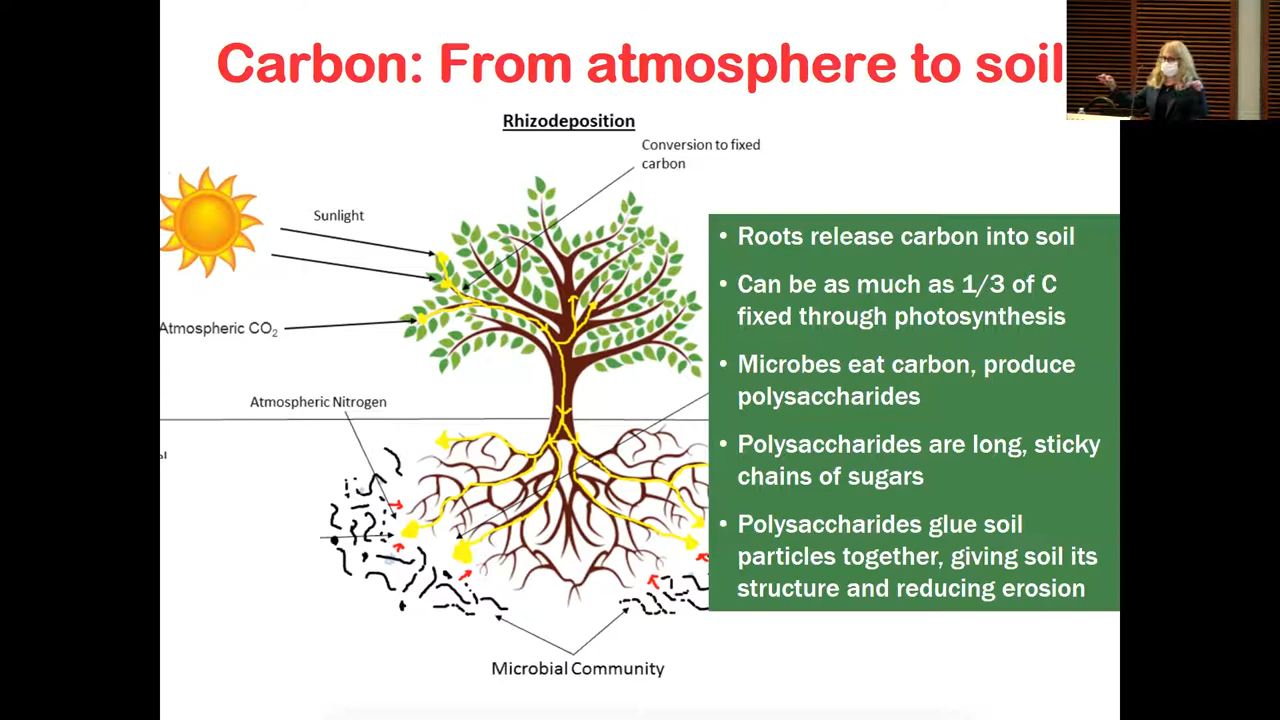 Carbon: From atmosphere to soil
Rhizodeposition
Conversion to fixed
carbon
Sunlight
Atmospheric CO₂
Atmospheric Nitrogen
Microbial Community
• Roots release carbon into soil
• Can be as much as 1/3 of C
fixed through photosynthesis
• Microbes eat carbon, produce
polysaccharides
• Polysaccharides are long, sticky
chains of sugars
• Polysaccharides glue soil
particles together, giving soil its
structure and reducing erosion